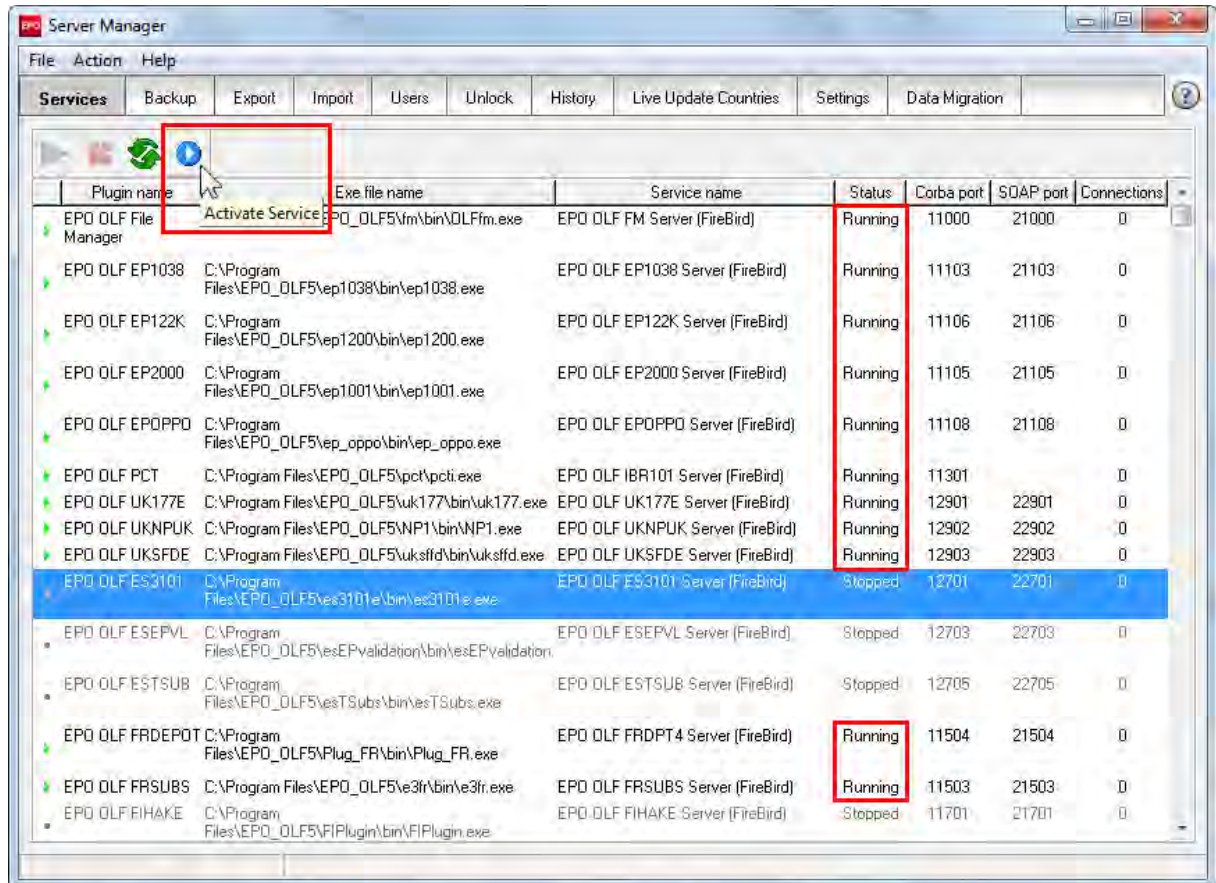 EPO Server Manager
File Action Help
Services Backup Export Import Users Unlock History Live Update Countries Settings Data Migration ?
Plugin name Exe file name Service name Status Corba port SOAP port Connections
Activate Service
EPO OLF File PO_OLF5\fm\bin\OLFfm.exe EPO OLF FM Server (FireBird) Running 11000 21000 0
Manager
EPO OLF EP1038 C:\Program EPO OLF EP1038 Server (FireBird) Running 11103 21103 0
Files\EPO_OLF5\ep1038\bin\ep1038.exe
EPO OLF EP122K C:\Program EPO OLF EP122K Server (FireBird) Running 11106 21106 0
Files\EPO_OLF5\ep1200\bin\ep1200.exe
EPO OLF EP2000 C:\Program EPO OLF EP2000 Server (FireBird) Running 11105 21105 0
Files\EPO_OLF5\ep1001\bin\ep1001.exe
EPO OLF EPOPPO C:\Program EPO OLF EPOPPO Server (FireBird) Running 11108 21108 0
Files\EPO_OLF5\ep_oppo\bin\ep_oppo.exe
EPO OLF PCT C:\Program Files\EPO_OLF5\pct\pcti.exe EPO OLF IBR101 Server (FireBird) Running 11301 0
EPO OLF UK177E C:\Program Files\EPO_OLF5\uk177\bin\uk177.exe EPO OLF UK177E Server (FireBird) Running 12901 22901 0
EPO OLF UKNPUK C:\Program Files\EPO_OLF5\NP1\bin\NP1.exe EPO OLF UKNPUK Server (FireBird) Running 12902 22902 0
EPO OLF UKSFDE C:\Program Files\EPO_OLF5\uksffd\bin\uksffd.exe EPO OLF UKSFDE Server (FireBird) Running 12903 22903 0
EPO OLF ES3101 C:\Program EPO OLF ES3101 Server (FireBird) Stopped 12701 22701 0
Files\EPO_OLF5\es3101e\bin\es3101e.exe
EPO OLF ESEPVL C:\Program EPO OLF ESEPVL Server (FireBird) Stopped 12703 22703 0
Files\EPO_OLF5\esEPvalidation\bin\esEPvalidation.
EPO OLF ESTSUB C:\Program EPO OLF ESTSUB Server (FireBird) Stopped 12705 22705 0
Files\EPO_OLF5\esTSubs\bin\esTSubs.exe
EPO OLF FRDEPOT C:\Program EPO OLF FRDPT4 Server (FireBird) Running 11504 21504 0
Files\EPO_OLF5\Plug_FR\bin\Plug_FR.exe
EPO OLF FRSUBS C:\Program Files\EPO_OLF5\e3fr\bin\e3fr.exe EPO OLF FRSUBS Server (FireBird) Running 11503 21503 0
EPO OLF FIHAKE C:\Program EPO OLF FIHAKE Server (FireBird) Stopped 11701 21701 0
Files\EPO_OLF5\FIPlugin\bin\FIPlugin.exe